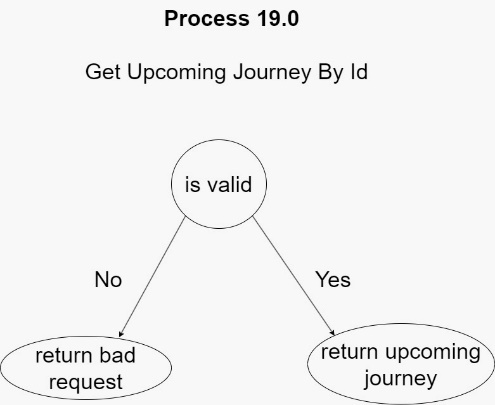 Process 19.0
Get Upcoming Journey By Id
is valid
No
Yes
return bad
request
return upcoming
journey